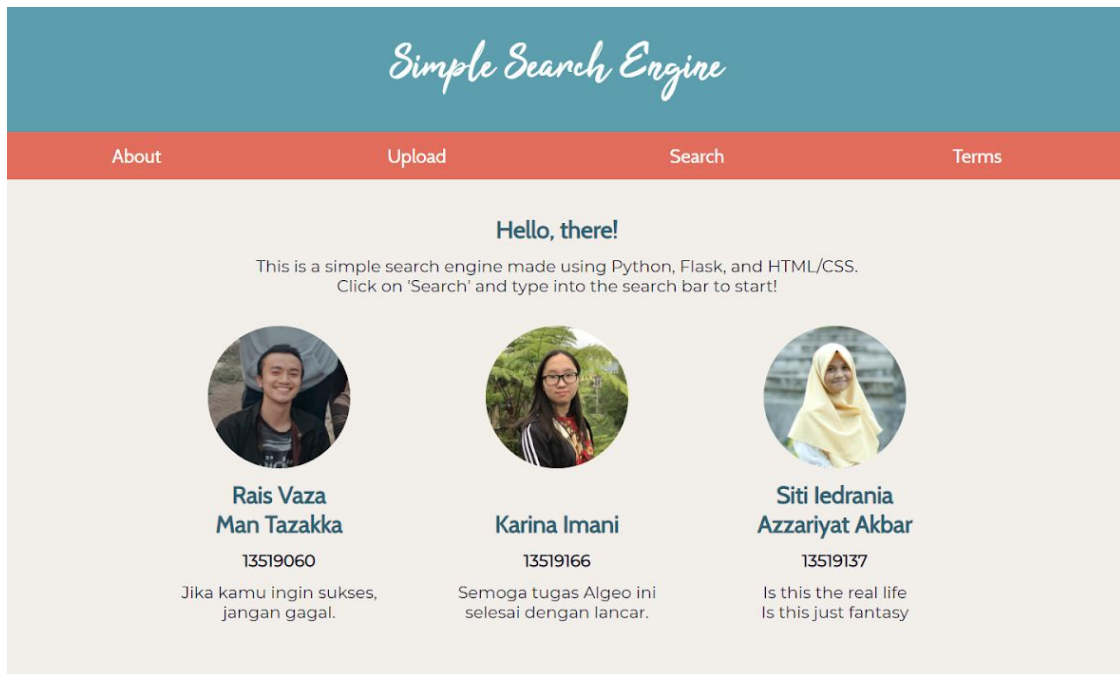 Simple Search Engine
About Upload Search Terms
Hello, there!
This is a simple search engine made using Python, Flask, and HTML/CSS.
Click on 'Search' and type into the search bar to start!
Rais Vaza
Man Tazakka
13519060
Jika kamu ingin sukses,
jangan gagal.
Karina Imani
13519166
Semoga tugas Algeo ini
selesai dengan lancar.
Siti Iedrania
Azzariyat Akbar
13519137
Is this the real life
Is this just fantasy